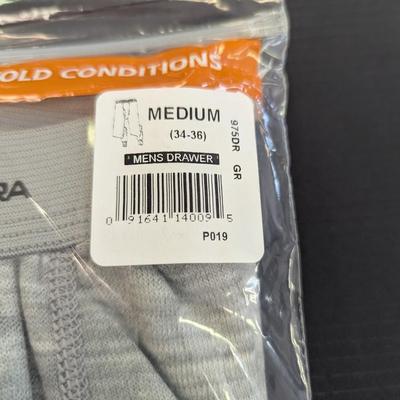 OLD CONDITIONS
MEDIUM
(34-36)
MENS DRAWER
975DR GR
0 91641 14009 5
P019
RA